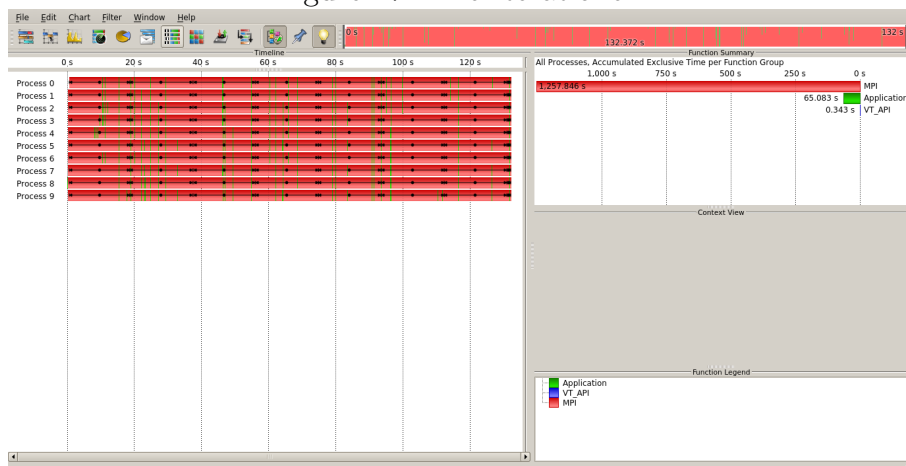 File Edit Chart Filter Window Help
0 s 132 s
132.372 s
Timeline
0 s 20 s 40 s 60 s 80 s 100 s 120 s
Process 0
Process 1
Process 2
Process 3
Process 4
Process 5
Process 6
Process 7
Process 8
Process 9
Function Summary
All Processes, Accumulated Exclusive Time per Function Group
1,000 s 750 s 500 s 250 s 0 s
1,257.846 s MPI
65.083 s Application
0.343 s VT_API
Context View
Function Legend
Application
VT_API
MPI